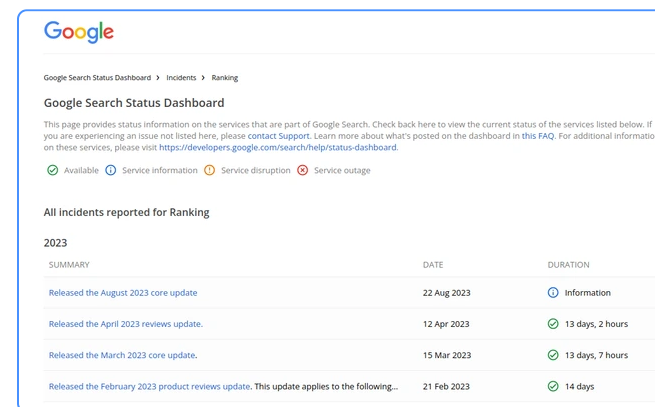 Google
Google Search Status Dashboard > Incidents > Ranking
Google Search Status Dashboard
This page provides status information on the services that are part of Google Search. Check back here to view the current status of the services listed below. If
you are experiencing an issue not listed here, please contact Support. Learn more about what's posted on the dashboard in this FAQ. For additional informatio
on these services, please visit https://developers.google.com/search/help/status-dashboard.
Available Service information Service disruption Service outage
All incidents reported for Ranking
2023
SUMMARY DATE DURATION
Released the August 2023 core update 22 Aug 2023 Information
Released the April 2023 reviews update. 12 Apr 2023 13 days, 2 hours
Released the March 2023 core update. 15 Mar 2023 13 days, 7 hours
Released the February 2023 product reviews update. This update applies to the following... 21 Feb 2023 14 days